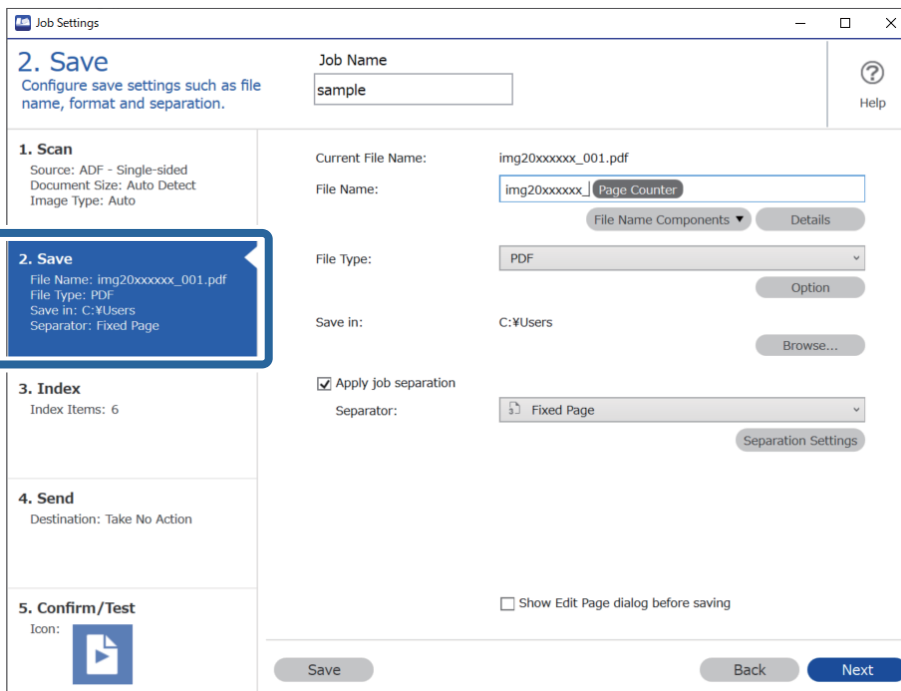 Job Settings
2. Save
Configure save settings such as file
name, format and separation.
Job Name
sample
Help
1. Scan
Source: ADF - Single-sided
Document Size: Auto Detect
Image Type: Auto
2. Save
File Name: img20xxxxxx_001.pdf
File Type: PDF
Save in: C:¥Users
Separator: Fixed Page
3. Index
Index Items: 6
4. Send
Destination: Take No Action
5. Confirm/Test
Icon:
Current File Name: img20xxxxxx_001.pdf
File Name: img20xxxxxx_ Page Counter
File Name Components ▼ Details
File Type: PDF
Option
Save in: C:¥Users
Browse...
Apply job separation
Separator: 3 Fixed Page
Separation Settings
Show Edit Page dialog before saving
Save Back Next